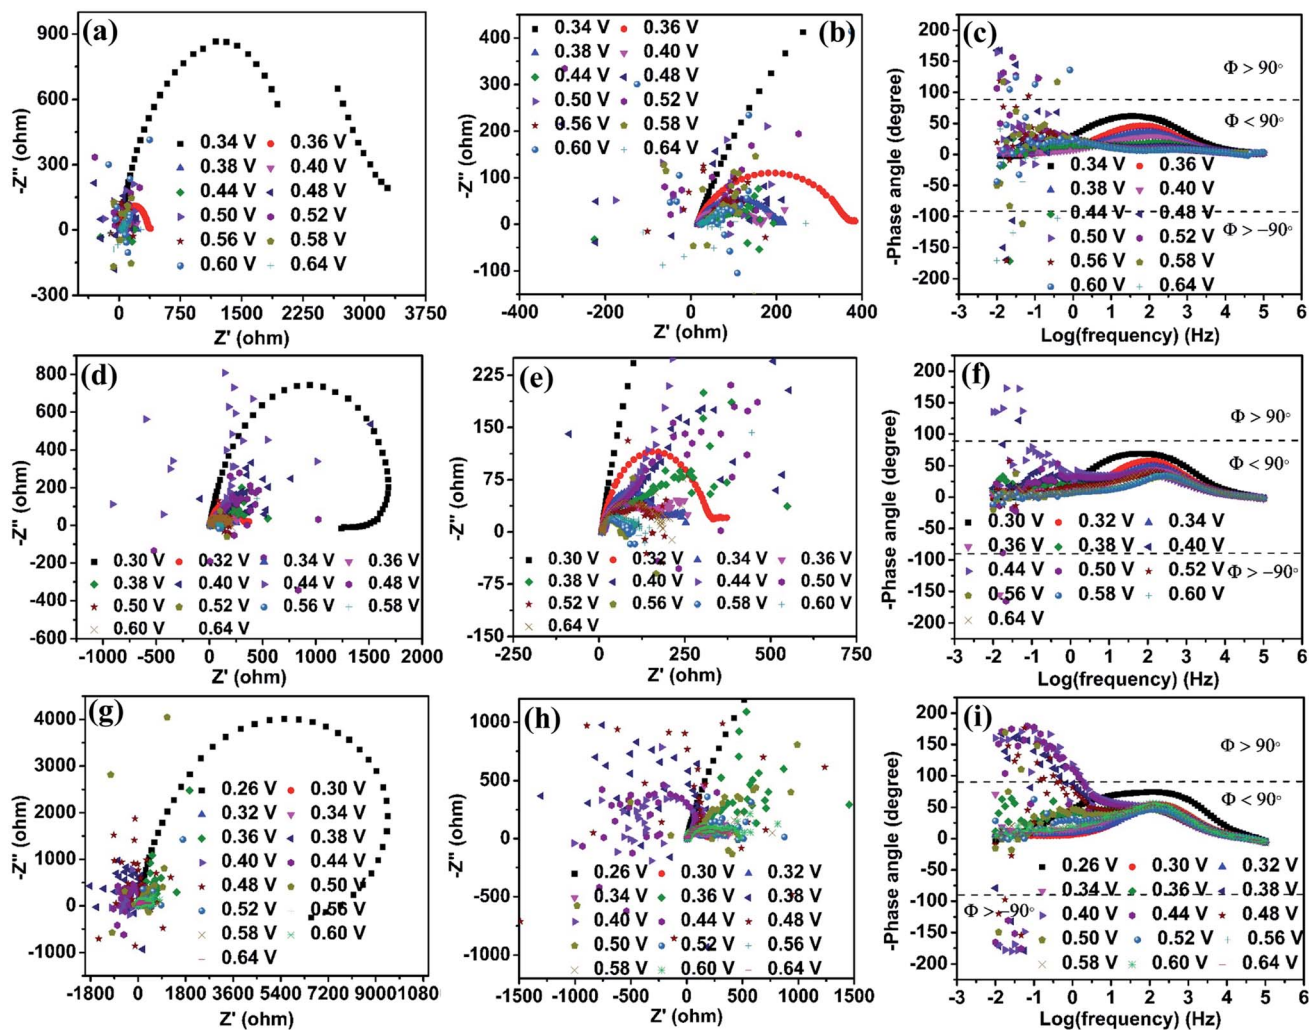 (a)
900
600
300
0
-300
-Z'' (ohm)
0.34 V 0.36 V
0.38 V 0.40 V
0.44 V 0.48 V
0.50 V 0.52 V
0.56 V 0.58 V
0.60 V 0.64 V
0 750 1500 2250 3000 3750
Z' (ohm)
(b)
400
300
200
100
0
-100
-Z'' (ohm)
0.34 V 0.36 V
0.38 V 0.40 V
0.44 V 0.48 V
0.50 V 0.52 V
0.56 V 0.58 V
0.60 V 0.64 V
-400 -200 0 200 400
Z' (ohm)
(c)
200
150
100
50
0
-50
-100
-150
-200
-Phase angle (degree)
Φ > 90°
Φ < 90°
Φ > −90°
0.34 V 0.36 V
0.38 V 0.40 V
0.44 V 0.48 V
0.50 V 0.52 V
0.56 V 0.58 V
0.60 V 0.64 V
-3 -2 -1 0 1 2 3 4 5 6
Log(frequency) (Hz)
(d)
800
600
400
200
0
-200
-400
-600
-Z'' (ohm)
0.30 V 0.32 V 0.34 V 0.36 V
0.38 V 0.40 V 0.44 V 0.48 V
0.50 V 0.52 V 0.56 V 0.58 V
0.60 V 0.64 V
-1000 -500 0 500 1000 1500 2000
Z' (ohm)
(e)
225
150
75
0
-75
-150
-Z'' (ohm)
0.30 V 0.32 V 0.34 V 0.36 V
0.38 V 0.40 V 0.44 V 0.50 V
0.52 V 0.56 V 0.58 V 0.60 V
0.64 V
-250 0 250 500 750
Z' (ohm)
(f)
200
150
100
50
0
-50
-100
-150
-200
-Phase angle (degree)
Φ > 90°
Φ < 90°
Φ > −90°
0.30 V 0.32 V 0.34 V
0.36 V 0.38 V 0.40 V
0.44 V 0.50 V 0.52 V
0.56 V 0.58 V 0.60 V
0.64 V
-3 -2 -1 0 1 2 3 4 5 6
Log(frequency) (Hz)
(g)
4000
3000
2000
1000
0
-1000
-Z'' (ohm)
0.26 V 0.30 V
0.32 V 0.34 V
0.36 V 0.38 V
0.40 V 0.44 V
0.48 V 0.50 V
0.52 V 0.56 V
0.58 V 0.60 V
0.64 V
-1800 0 1800 3600 5400 7200 9000 1080
Z' (ohm)
(h)
1000
500
0
-500
-1000
-Z'' (ohm)
0.26 V 0.30 V 0.32 V
0.34 V 0.36 V 0.38 V
0.40 V 0.44 V 0.48 V
0.50 V 0.52 V 0.56 V
0.58 V 0.60 V 0.64 V
-1500 -1000 -500 0 500 1000 1500
Z' (ohm)
(i)
200
150
100
50
0
-50
-100
-150
-200
-Phase angle (degree)
Φ > 90°
Φ < 90°
Φ > −90°
0.26 V 0.30 V 0.32 V
0.34 V 0.36 V 0.38 V
0.40 V 0.44 V 0.48 V
0.50 V 0.52 V 0.56 V
0.58 V 0.60 V 0.64 V
-3 -2 -1 0 1 2 3 4 5 6
Log(frequency) (Hz)